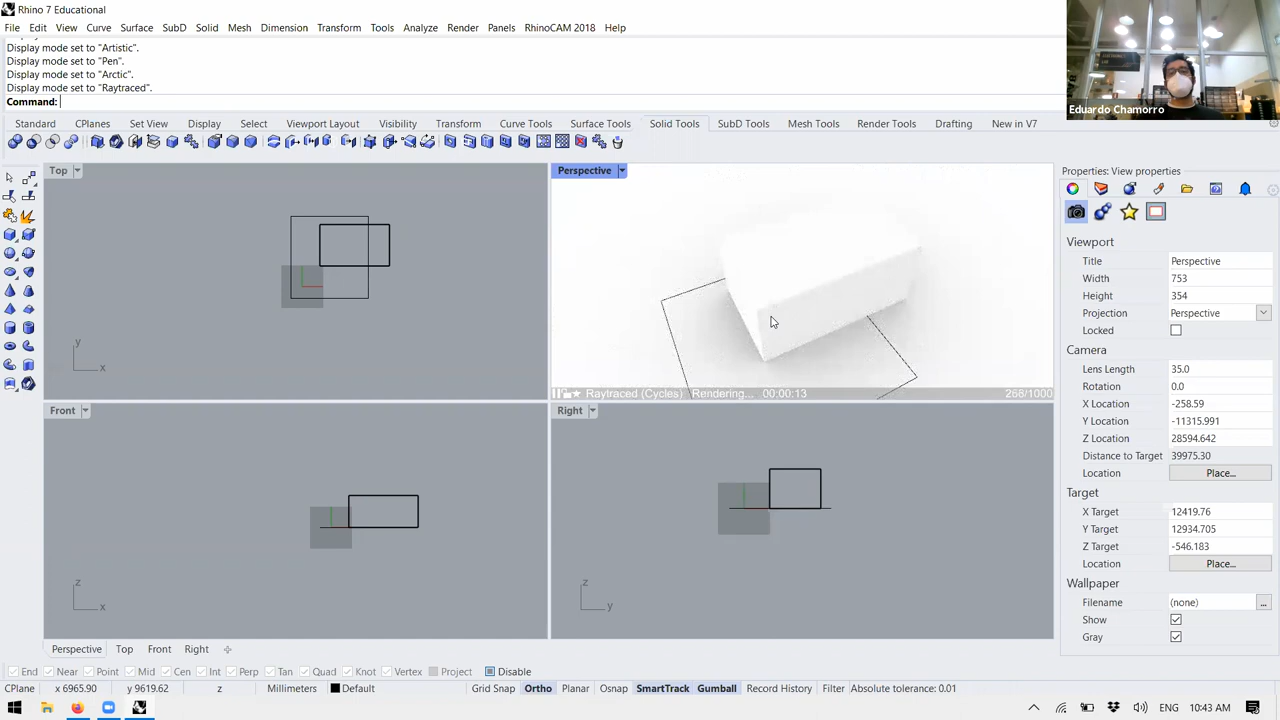 Rhino 7 Educational
File Edit View Curve Surface SubD Solid Mesh Dimension Transform Tools Analyze Render Panels RhinoCAM 2018 Help
Display mode set to "Artistic".
Display mode set to "Pen".
Display mode set to "Arctic".
Display mode set to "Raytraced".
Command:
Eduardo Chamorro
Standard CPlanes Set View Display Select Viewport Layout Curve Tools Surface Tools Solid Tools SubD Tools Mesh Tools Render Tools Drafting New in V7
Top
Perspective
y
x
Raytraced (Cycles) Rendering... 00:00:13 266/1000
Front
Right
z
x
z
y
Perspective Top Front Right
Properties: View properties
Viewport
Title Perspective
Width 753
Height 354
Projection Perspective
Locked
Camera
Lens Length 35.0
Rotation 0.0
X Location -258.59
Y Location -11315.991
Z Location 28594.642
Distance to Target 39975.30
Location Place...
Target
X Target 12419.76
Y Target 12934.705
Z Target -546.183
Location Place...
Wallpaper
Filename (none) ...
Show
Gray
End Near Point Mid Cen Int Perp Tan Quad Knot Vertex Project Disable
CPlane x 6965.90 y 9619.62 z Millimeters Default Grid Snap Ortho Planar Osnap SmartTrack Gumball Record History Filter Absolute tolerance: 0.01
ENG 10:43 AM